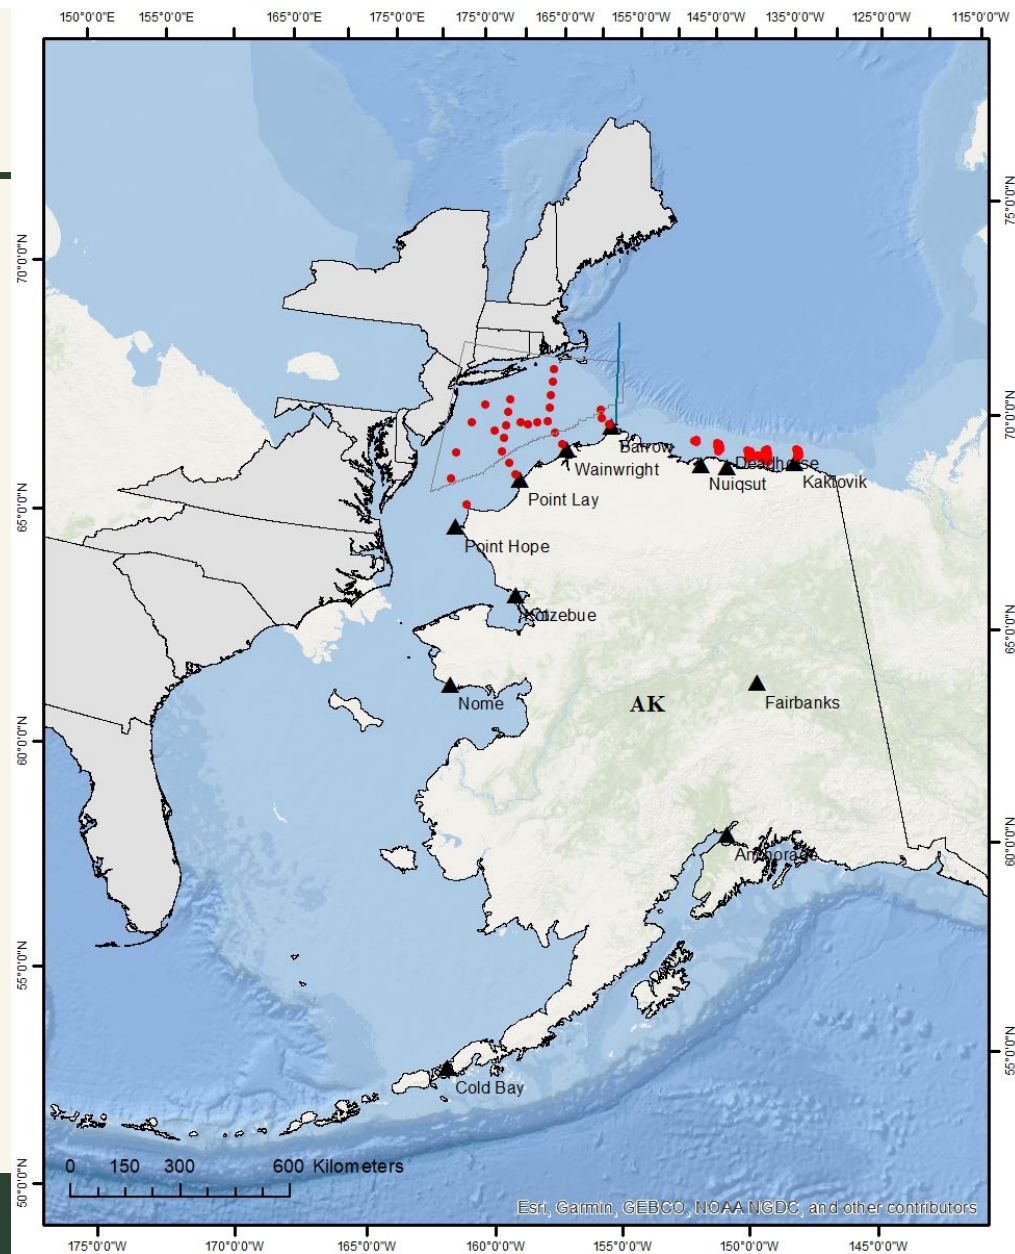 150°0'0"E 155°0'0"E 165°0'0"E 175°0'0"E 175°0'0"W 165°0'0"W 155°0'0"W 145°0'0"W 135°0'0"W 115°0'0"W
75°0'0"N
70°0'0"N
70°0'0"N
Barrow
Wainwright
Deadhorse
Nuiqsut
Kaktovik
Point Lay
65°0'0"N
Point Hope
Kotzebue
65°0'0"N
Nome
AK
Fairbanks
60°0'0"N
60°0'0"N
Anchorage
55°0'0"N
55°0'0"N
Cold Bay
0 150 300 600 Kilometers
50°0'0"N
Esri, Garmin, GEBCO, NOAA NGDC, and other contributors
175°0'0"W 170°0'0"W 165°0'0"W 160°0'0"W 155°0'0"W 150°0'0"W 145°0'0"W